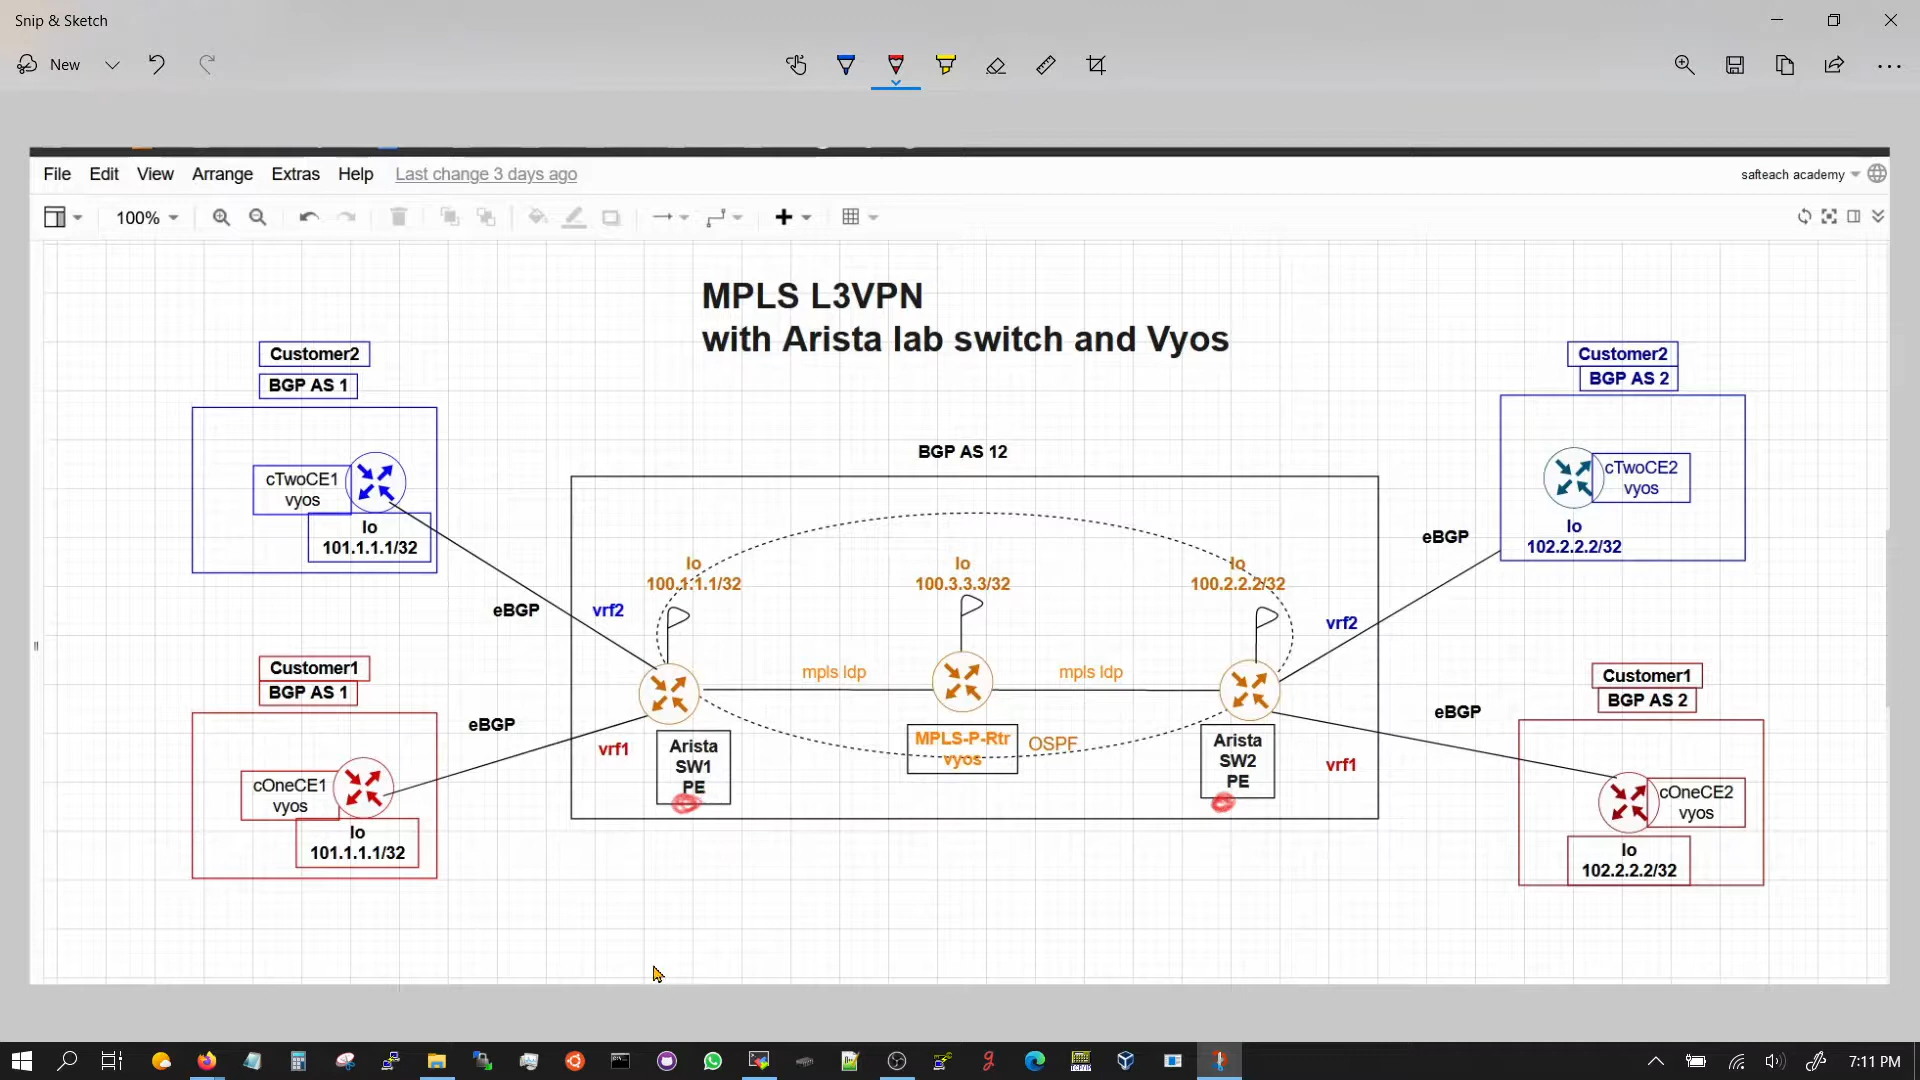 Snip & Sketch
New
File Edit View Arrange Extras Help Last change 3 days ago
safteach academy
100%
MPLS L3VPN
with Arista lab switch and Vyos
Customer2
BGP AS 1
cTwoCE1
vyos
lo
101.1.1.1/32
eBGP
vrf2
Customer1
BGP AS 1
cOneCE1
vyos
lo
101.1.1.1/32
eBGP
vrf1
BGP AS 12
lo
100.1.1.1/32
lo
100.3.3.3/32
lo
100.2.2.2/32
mpls ldp
mpls ldp
Arista
SW1
PE
MPLS-P-Rtr
vyos
OSPF
Arista
SW2
PE
Customer2
BGP AS 2
cTwoCE2
vyos
lo
102.2.2.2/32
eBGP
vrf2
Customer1
BGP AS 2
cOneCE2
vyos
lo
102.2.2.2/32
eBGP
vrf1
7:11 PM